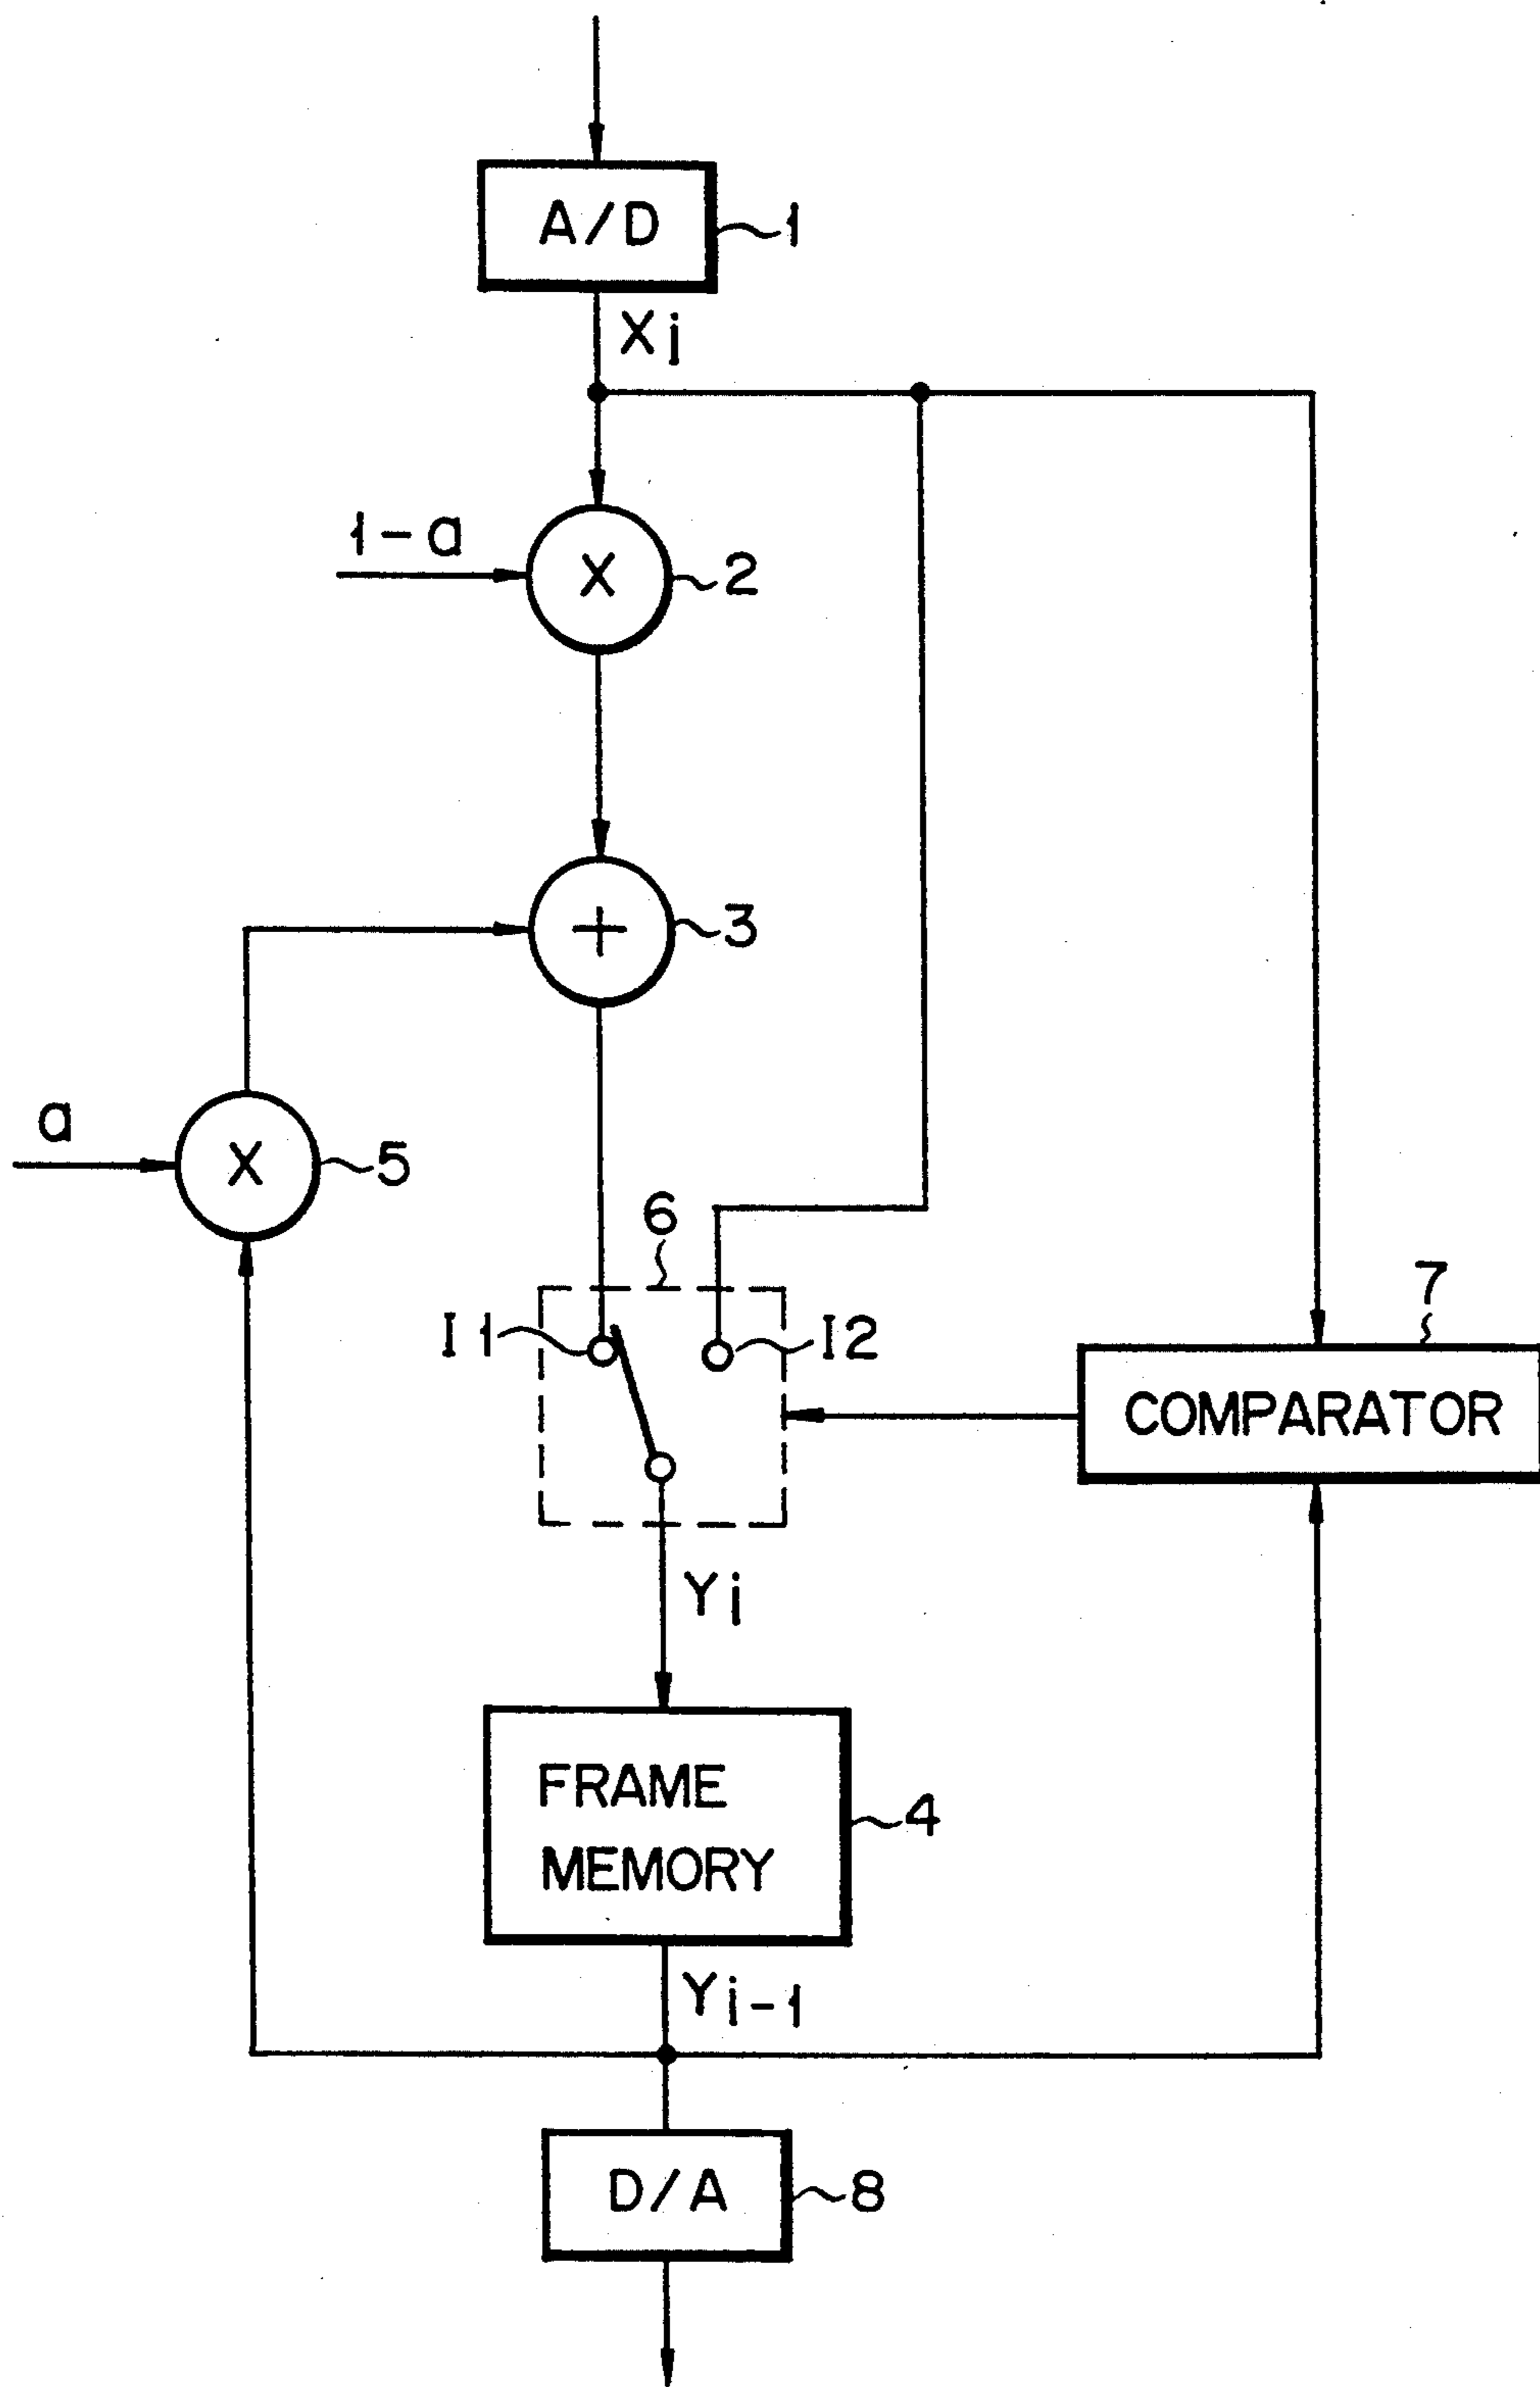 A/D
1
Xi
1-a
X
2
+
3
a
X
5
6
I1
I2
7
COMPARATOR
Yi
FRAME
MEMORY
4
Yi-1
D/A
8